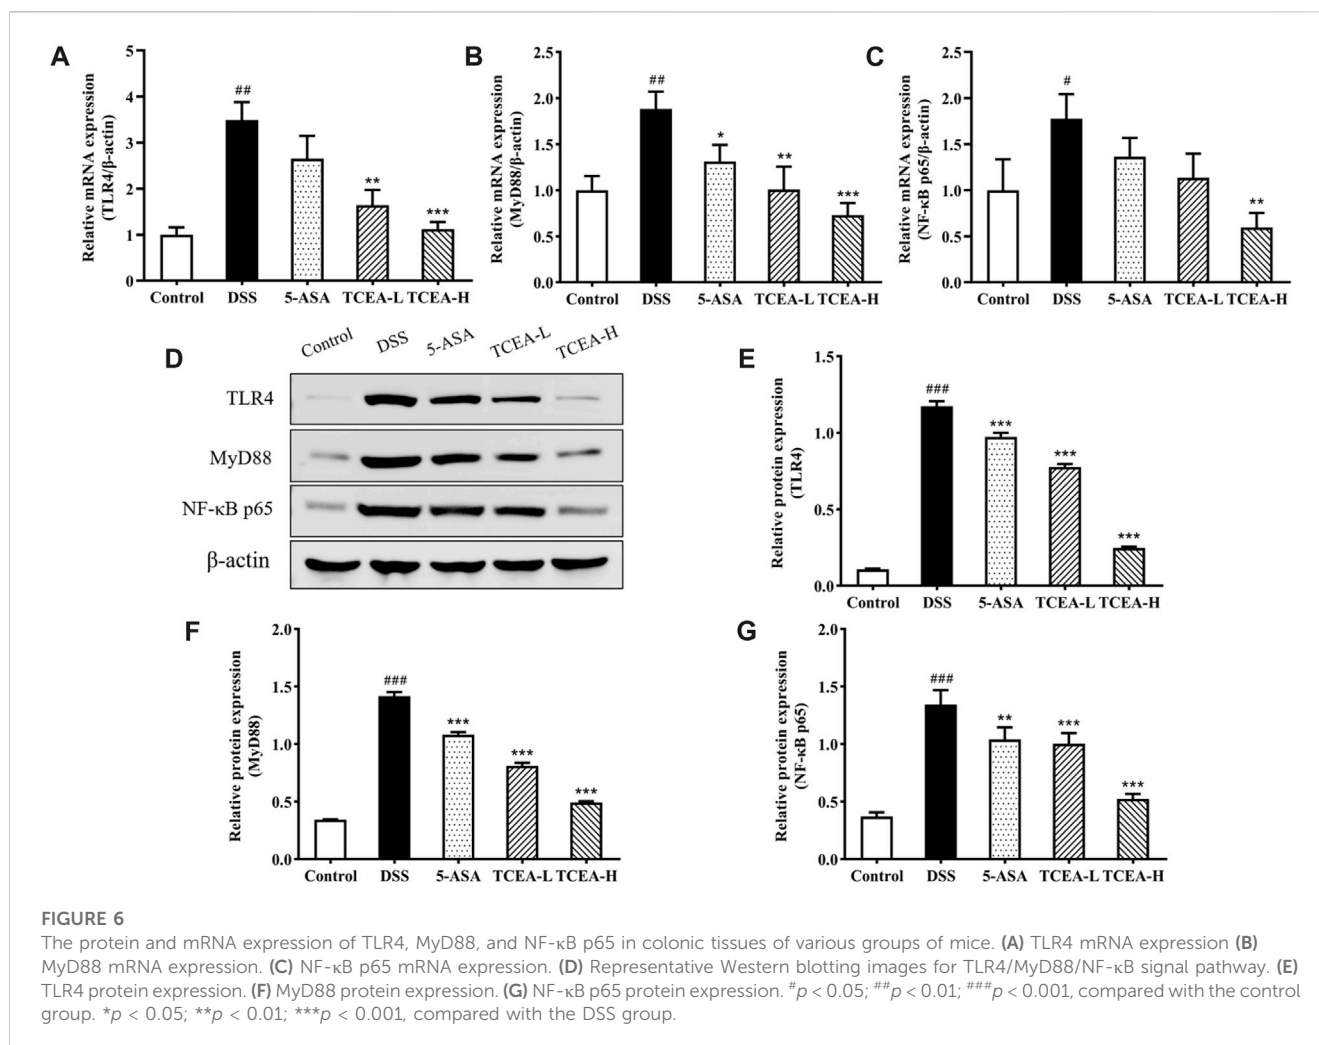 A
Relative mRNA expression
(TLR4/β-actin)
5
4
3
2
1
0
##
**
***
Control DSS 5-ASA TCEA-L TCEA-H
B
Relative mRNA expression
(MyD88/β-actin)
2.5
2.0
1.5
1.0
0.5
0.0
##
*
**
***
Control DSS 5-ASA TCEA-L TCEA-H
C
Relative mRNA expression
(NF-κB p65/β-actin)
2.5
2.0
1.5
1.0
0.5
0.0
#
**
Control DSS 5-ASA TCEA-L TCEA-H
D
Control DSS 5-ASA TCEA-L TCEA-H
TLR4
MyD88
NF-κB p65
β-actin
E
Relative protein expression
(TLR4)
1.5
1.0
0.5
0.0
###
***
***
***
Control DSS 5-ASA TCEA-L TCEA-H
F
Relative protein expression
(MyD88)
2.0
1.5
1.0
0.5
0.0
###
***
***
***
Control DSS 5-ASA TCEA-L TCEA-H
G
Relative protein expression
(NF-κB p65)
2.0
1.5
1.0
0.5
0.0
###
**
***
***
Control DSS 5-ASA TCEA-L TCEA-H
FIGURE 6
The protein and mRNA expression of TLR4, MyD88, and NF-κB p65 in colonic tissues of various groups of mice. (A) TLR4 mRNA expression (B)
MyD88 mRNA expression. (C) NF-κB p65 mRNA expression. (D) Representative Western blotting images for TLR4/MyD88/NF-κB signal pathway. (E)
TLR4 protein expression. (F) MyD88 protein expression. (G) NF-κB p65 protein expression. #p < 0.05; ##p < 0.01; ###p < 0.001, compared with the control
group. *p < 0.05; **p < 0.01; ***p < 0.001, compared with the DSS group.